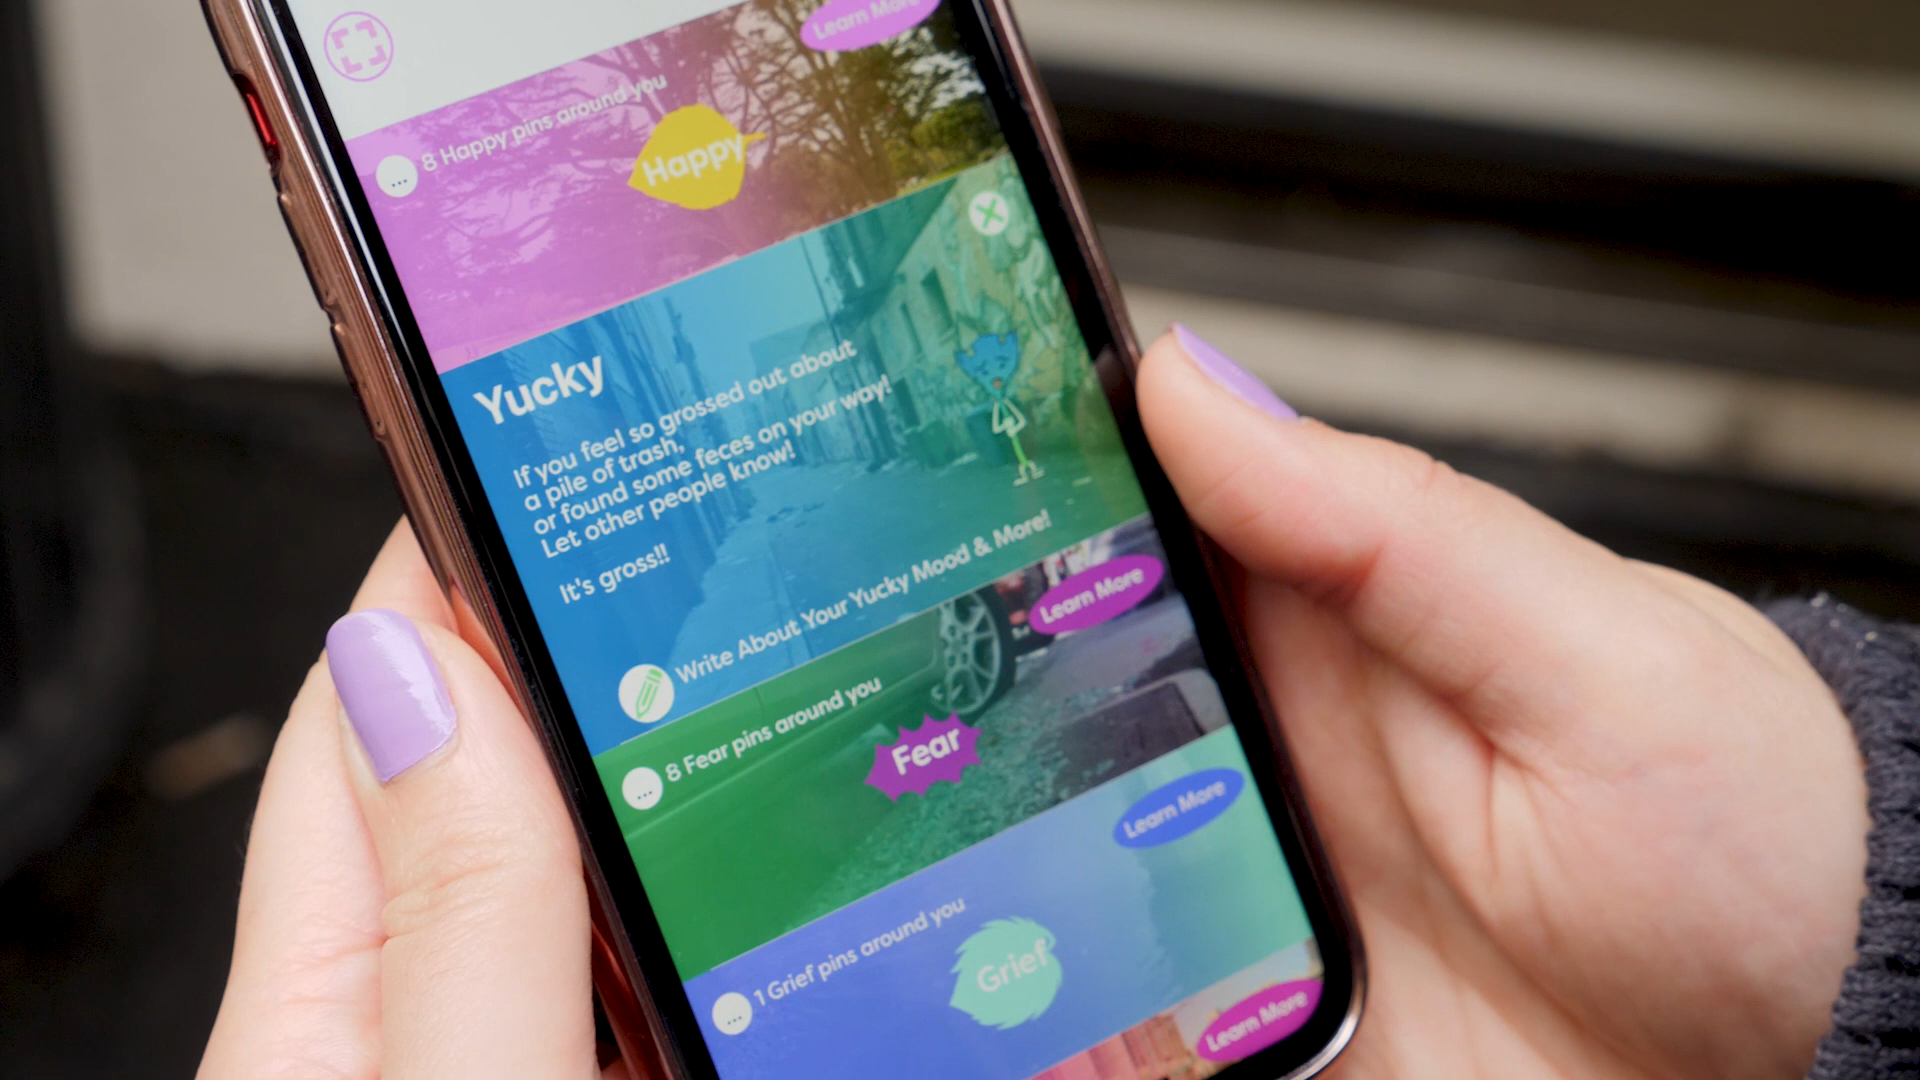 Learn More
8 Happy pins around you
Happy
Yucky
If you feel so grossed out about
a pile of trash,
or found some feces on your way!
Let other people know!
It's gross!!
Write About Your Yucky Mood & More!
Learn More
8 Fear pins around you
Fear
Learn More
1 Grief pins around you
Grief
Learn More